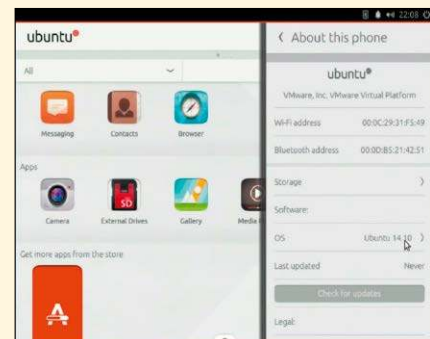 22:08
ubuntu®
All
Messaging
Contacts
Browser
Apps
Camera
External Drives
Gallery
Media
Get more apps from the store
About this phone
ubuntu®
VMware, Inc. VMware Virtual Platform
Wi-Fi address 00:0C:29:31:F5:49
Bluetooth address 00:0D:B5:21:42:51
Storage
Software:
OS Ubuntu 14.10
Last updated Never
Check for updates
Legal: